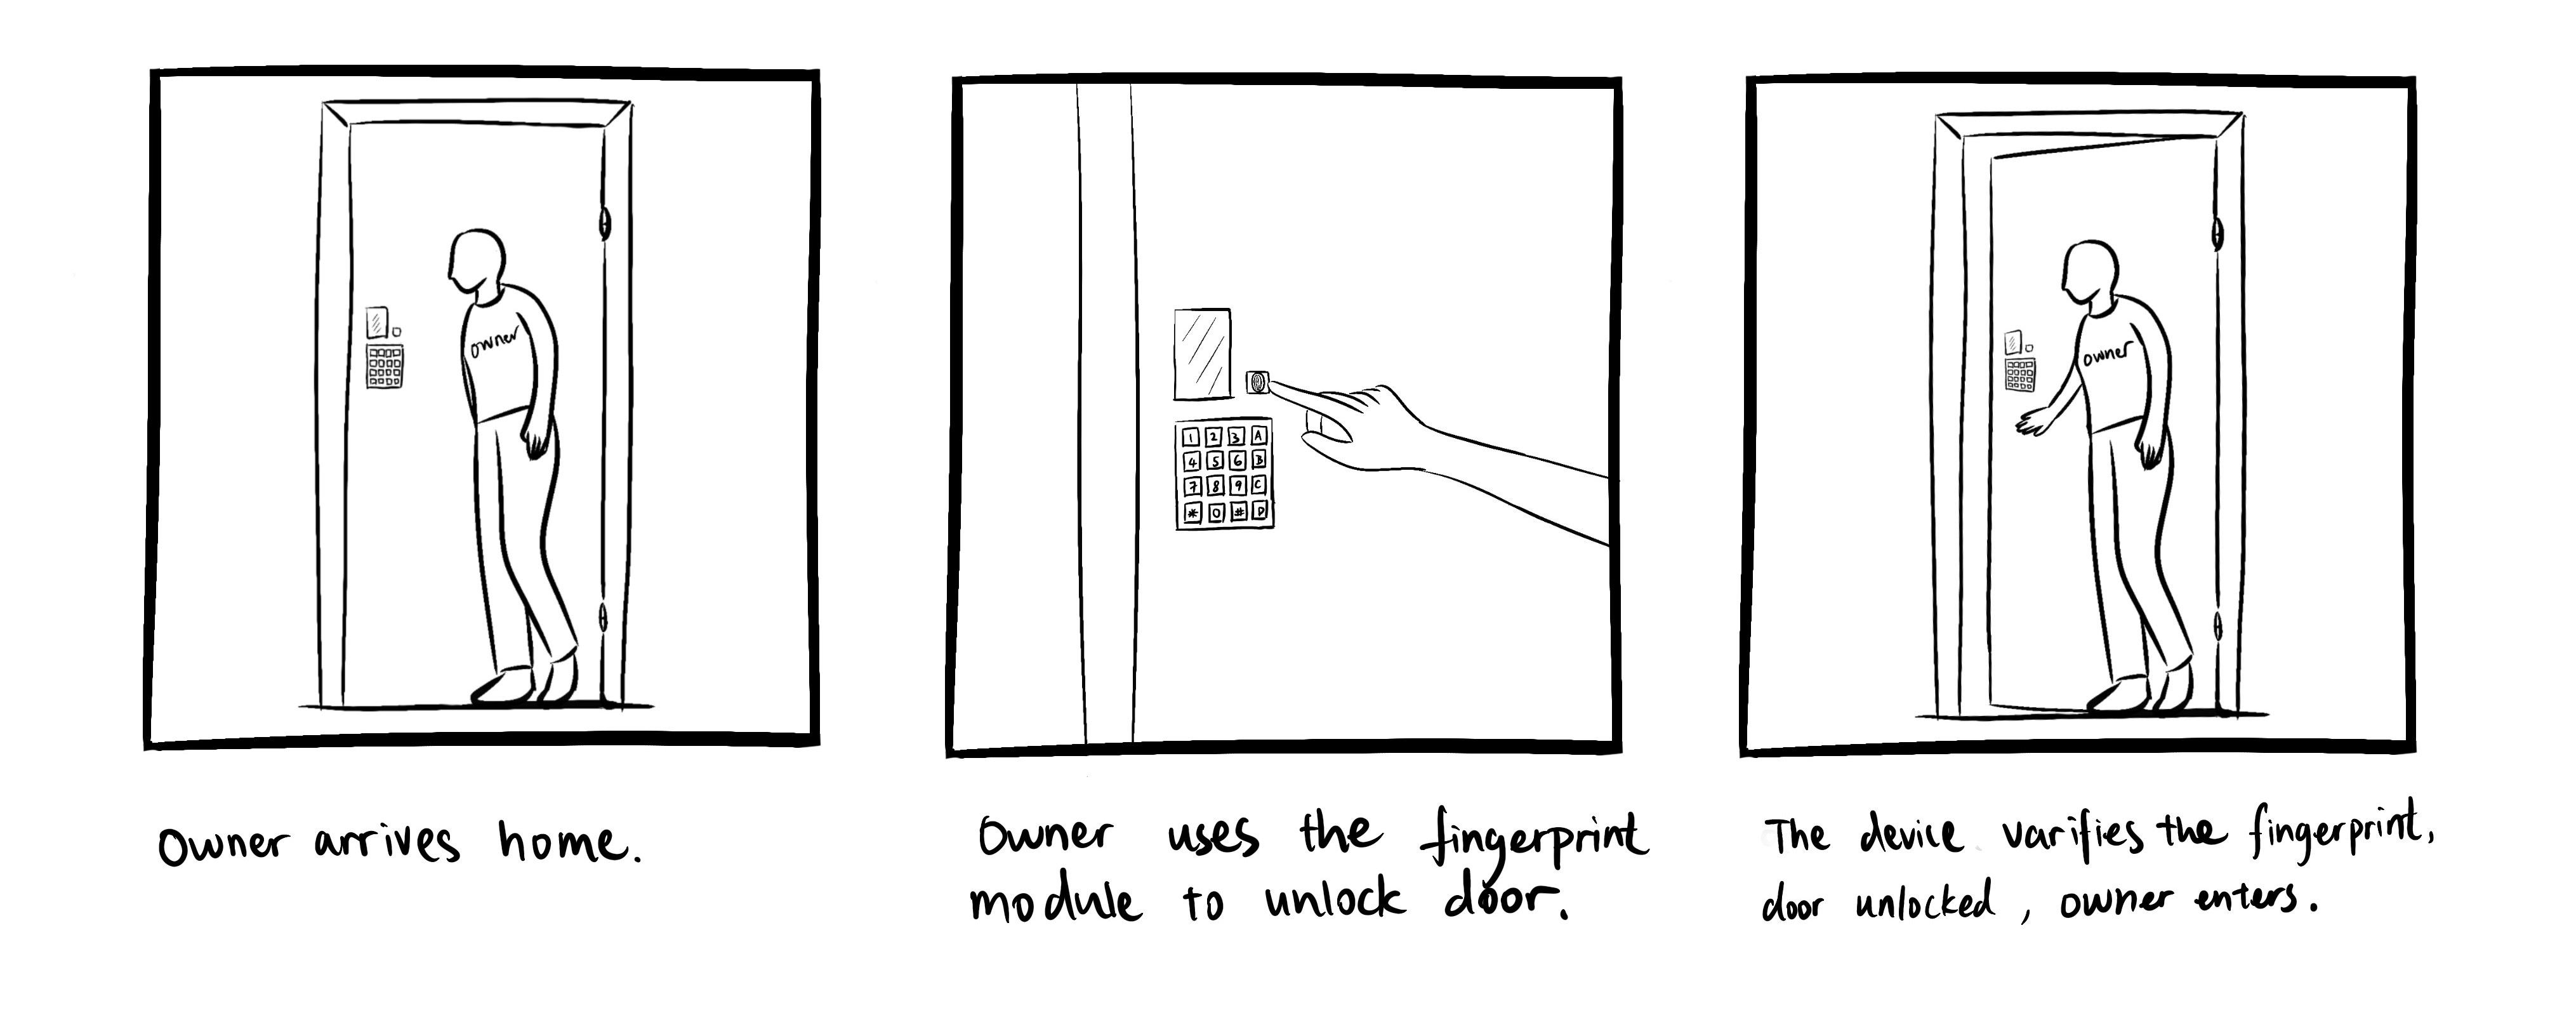 owner
1 2 3 A
4 5 6 B
7 8 9 C
* 0 # D
owner
Owner arrives home.
Owner uses the fingerprint
module to unlock door.
The device varifies the fingerprint,
door unlocked, owner enters.